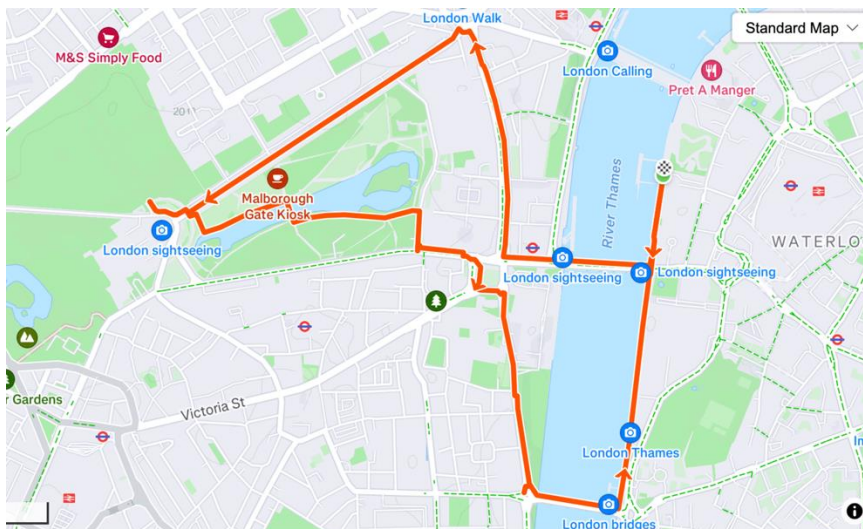 London Walk
Standard Map
M&S Simply Food
London Calling
Pret A Manger
2011
River Thames
Malborough
Gate Kiosk
London sightseeing
WATERLO
London sightseeing
London sightseeing
r Gardens
Victoria St
London Thames
In
London bridges